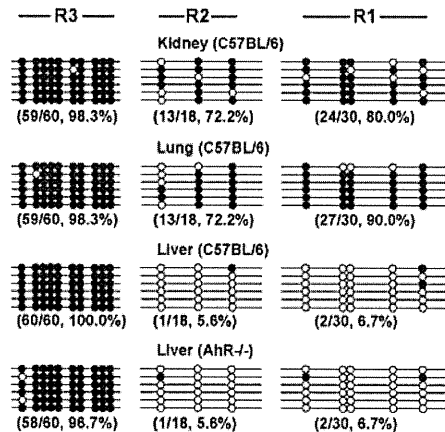 R3 R2 R1
Kidney (C57BL/6)
(59/60, 98.3%) (13/18, 72.2%) (24/30, 80.0%)
Lung (C57BL/6)
(59/60, 98.3%) (13/18, 72.2%) (27/30, 90.0%)
Liver (C57BL/6)
(60/60, 100.0%) (1/18, 5.6%) (2/30, 6.7%)
Liver (AhR-/-)
(58/60, 96.7%) (1/18, 5.6%) (2/30, 6.7%)